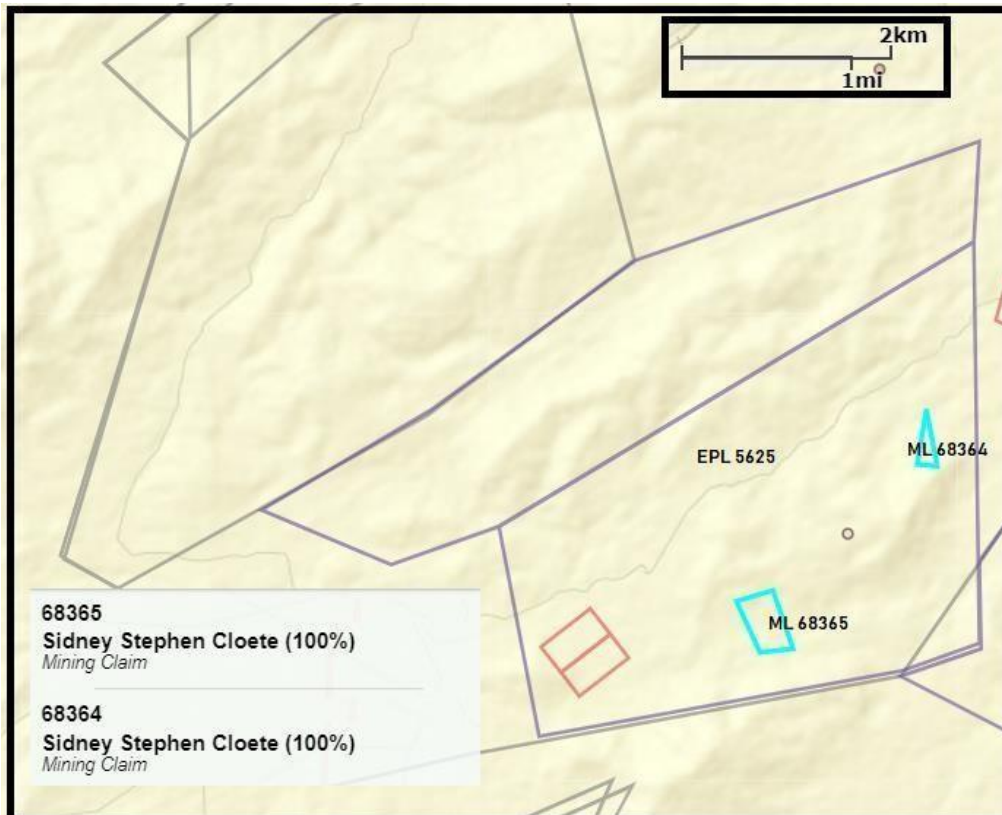 2km
1mi
EPL 5625
ML 68364
ML 68365
68365
Sidney Stephen Cloete (100%)
Mining Claim
68364
Sidney Stephen Cloete (100%)
Mining Claim